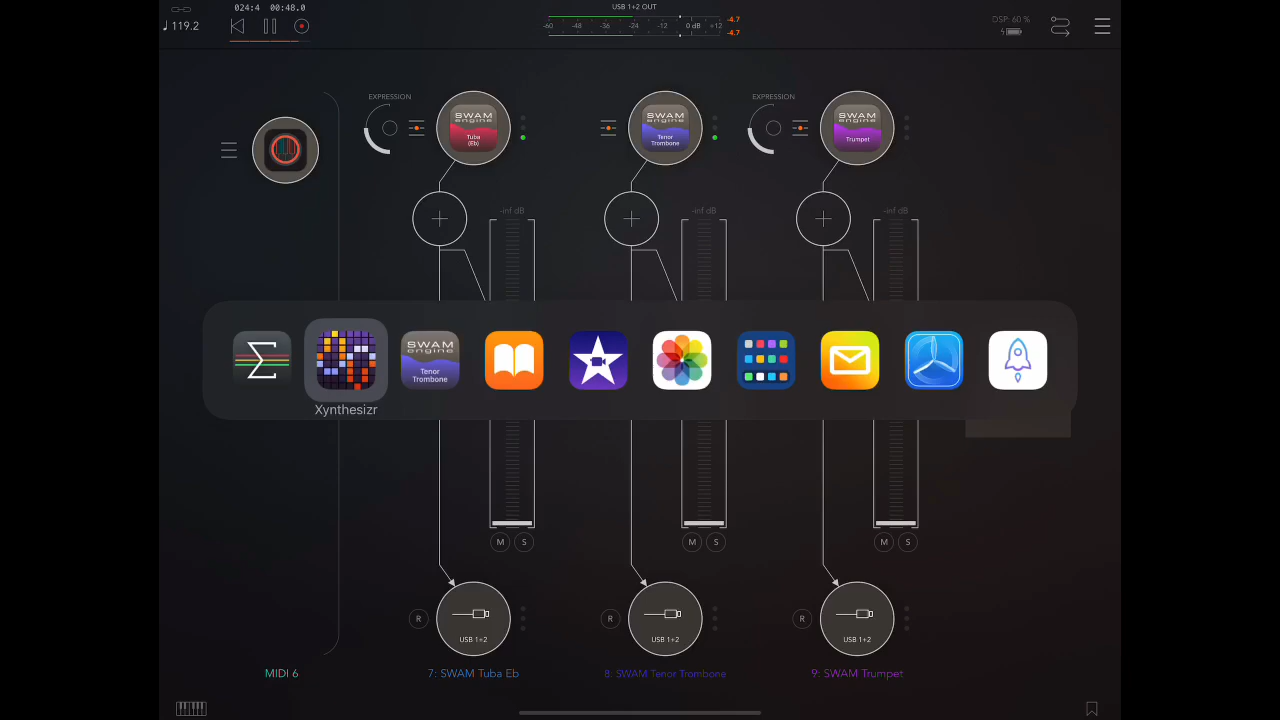 024:4 00:48.0
♩119.2
USB 1+2 OUT
-60 -48 -36 -24 -12 0 dB +12
-4.7
-4.7
DSP: 60 %
EXPRESSION
SWAM
engine
Tuba
(Eb)
SWAM
engine
Tenor
Trombone
EXPRESSION
SWAM
engine
Trumpet
-inf dB
-inf dB
-inf dB
SWAM
engine
Tenor
Trombone
Xynthesizr
M S
M S
M S
R
USB 1+2
R
USB 1+2
R
USB 1+2
MIDI 6
7: SWAM Tuba Eb
8: SWAM Tenor Trombone
9: SWAM Trumpet